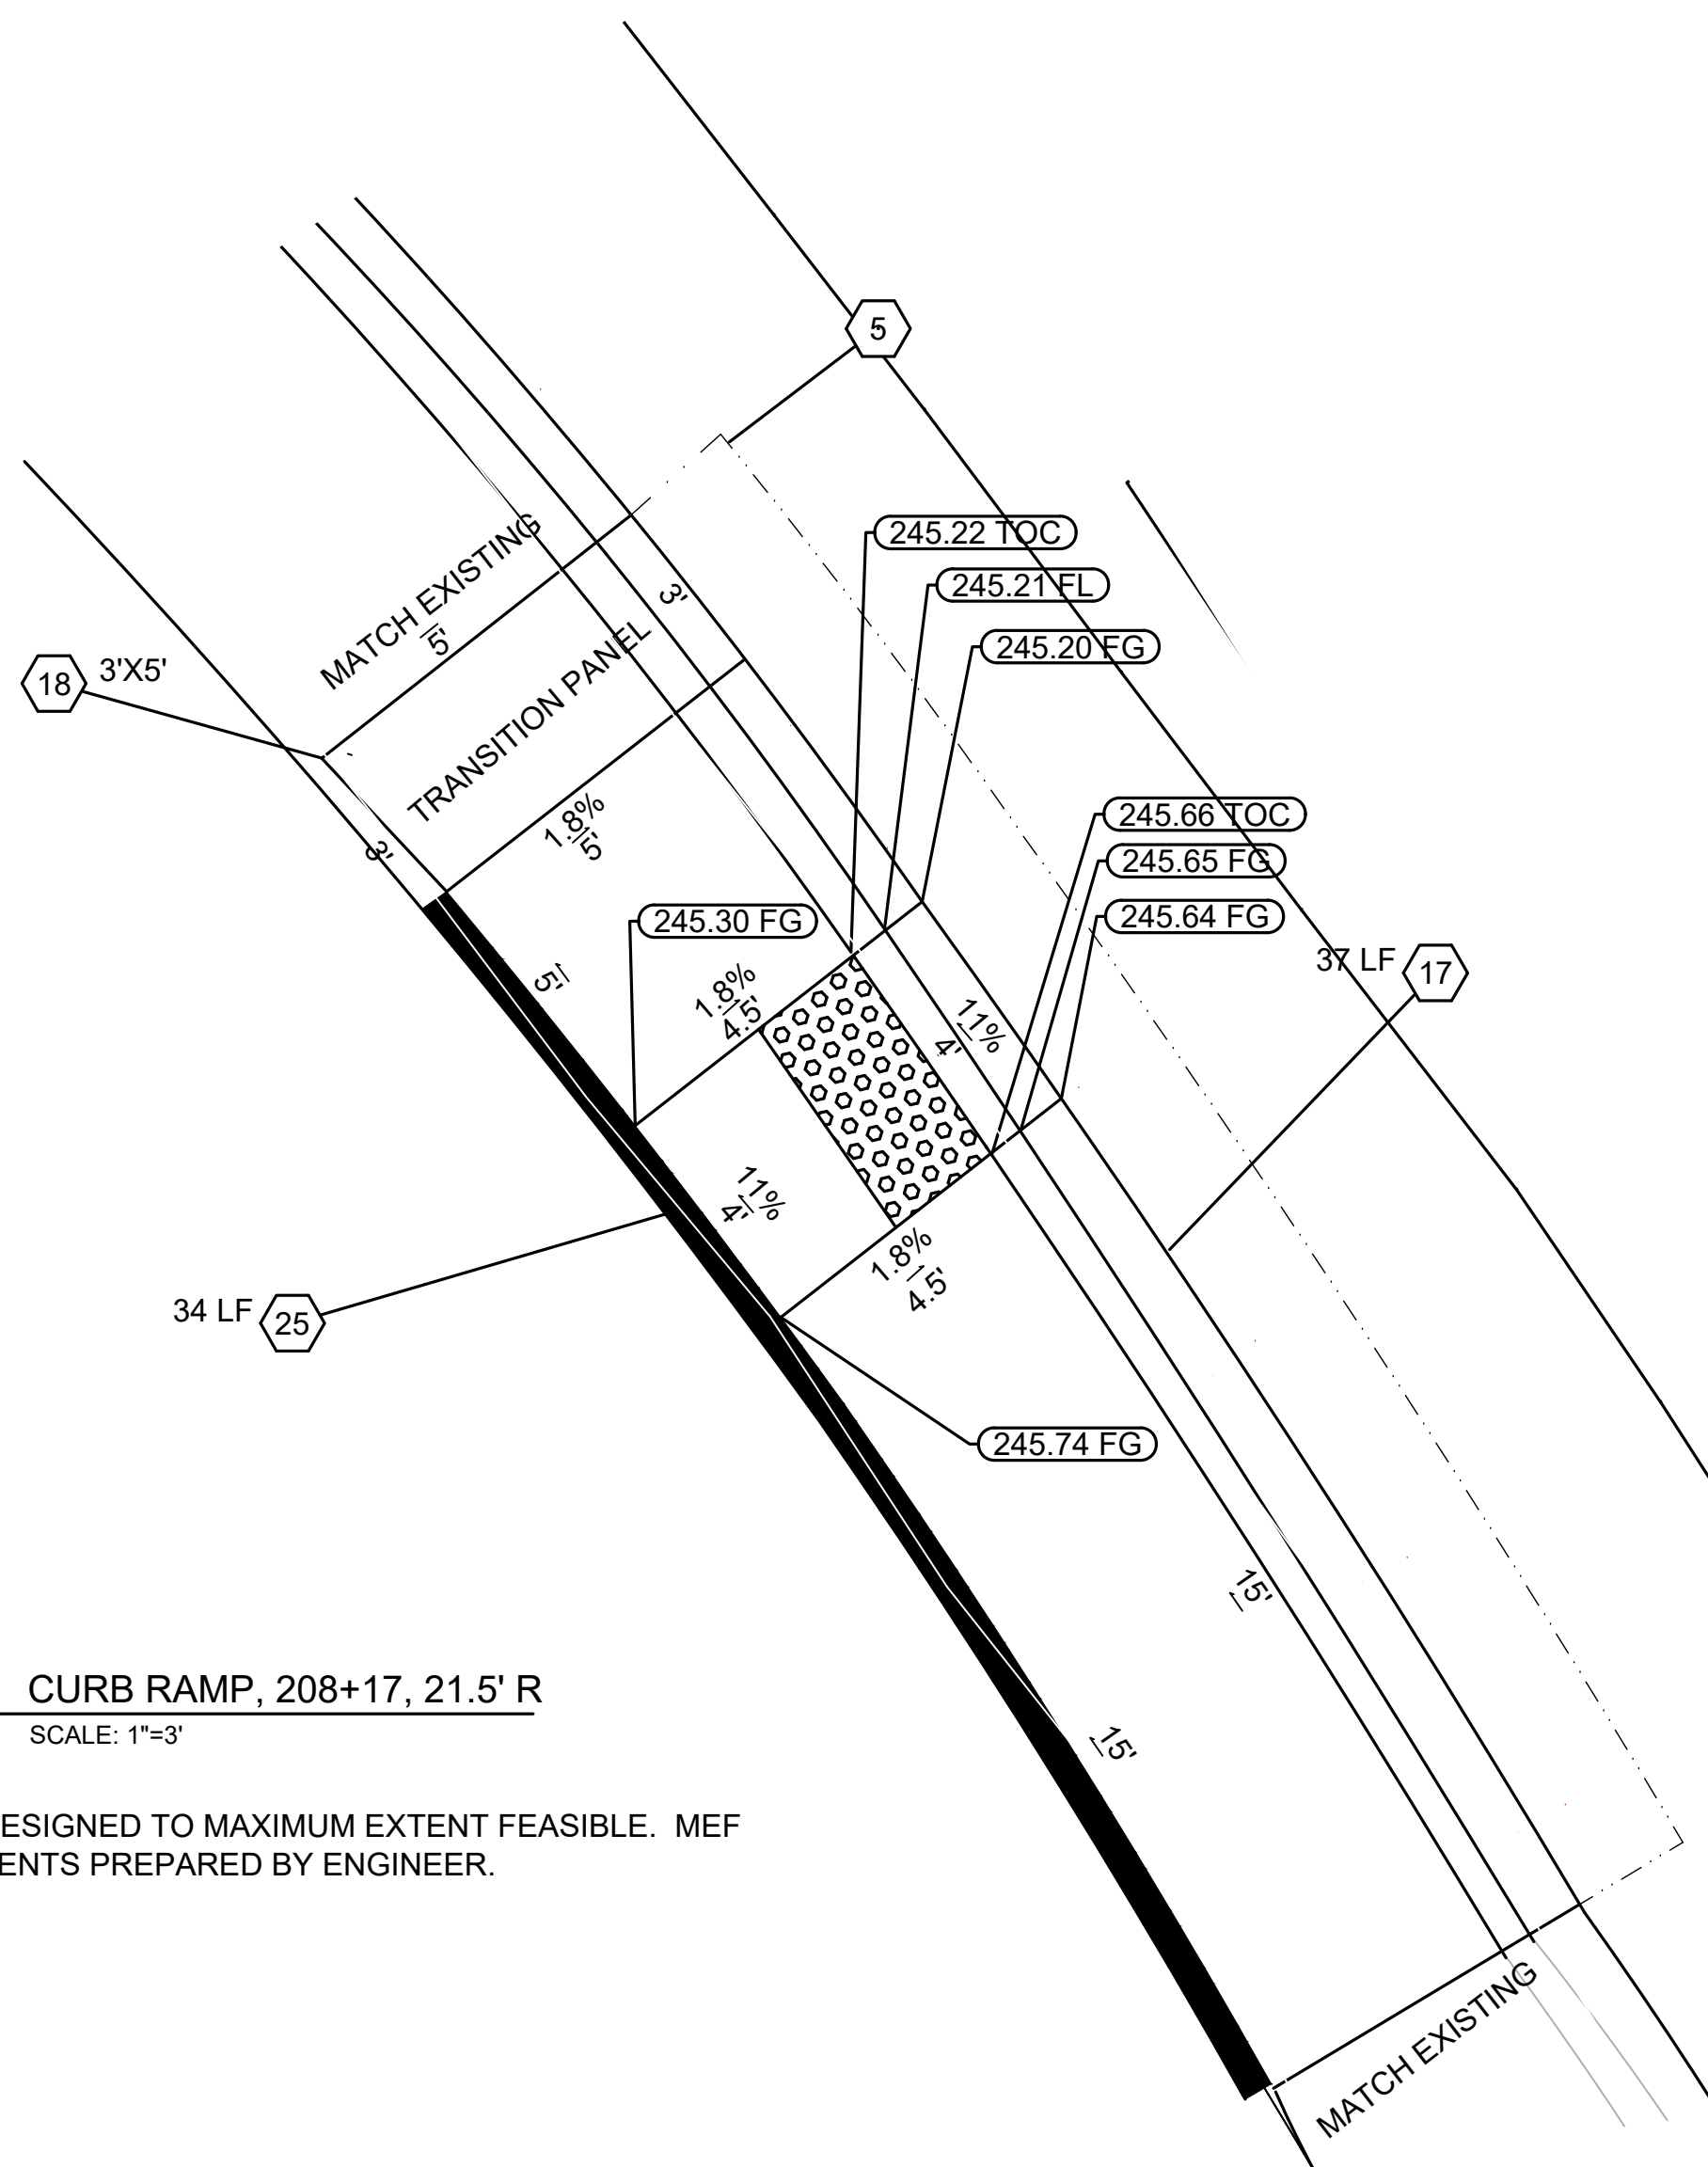 5
245.22 TOC
245.21 FL
MATCH EXISTING
5'
3'
245.20 FG
18
3'X5'
TRANSITION PANEL
245.66 TOC
1.8%
5'
3'
245.65 FG
245.30 FG
245.64 FG
37 LF
17
5'
1.8%
4.5'
11%
4'
11%
4'
1.8%
4.5'
34 LF
25
245.74 FG
15'
CURB RAMP, 208+17, 21.5' R
SCALE: 1"=3'
15'
ESIGNED TO MAXIMUM EXTENT FEASIBLE. MEF
ENTS PREPARED BY ENGINEER.
MATCH EXISTING